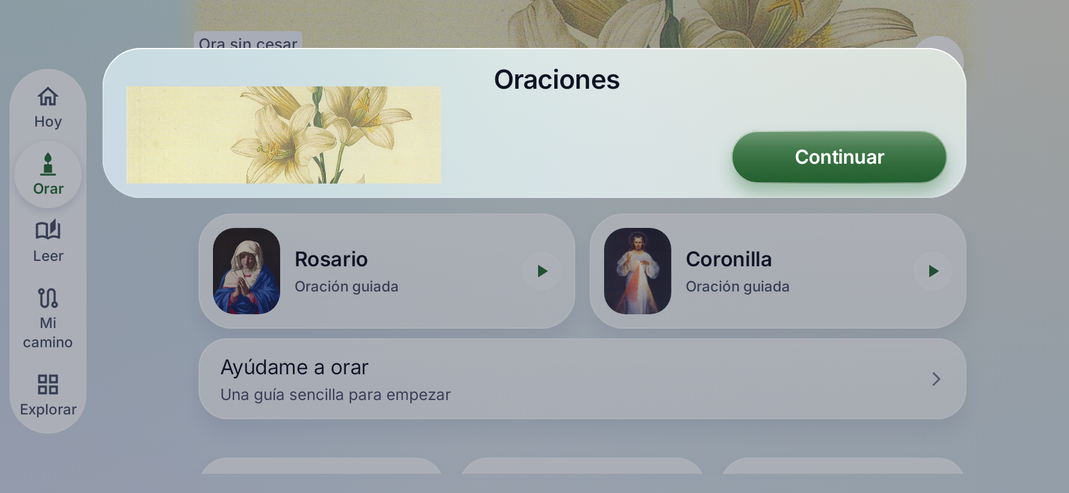 Ora sin cesar
Oraciones
Continuar
Hoy
Orar
Leer
Mi
camino
Explorar
Rosario
Oración guiada
Coronilla
Oración guiada
Ayúdame a orar
Una guía sencilla para empezar